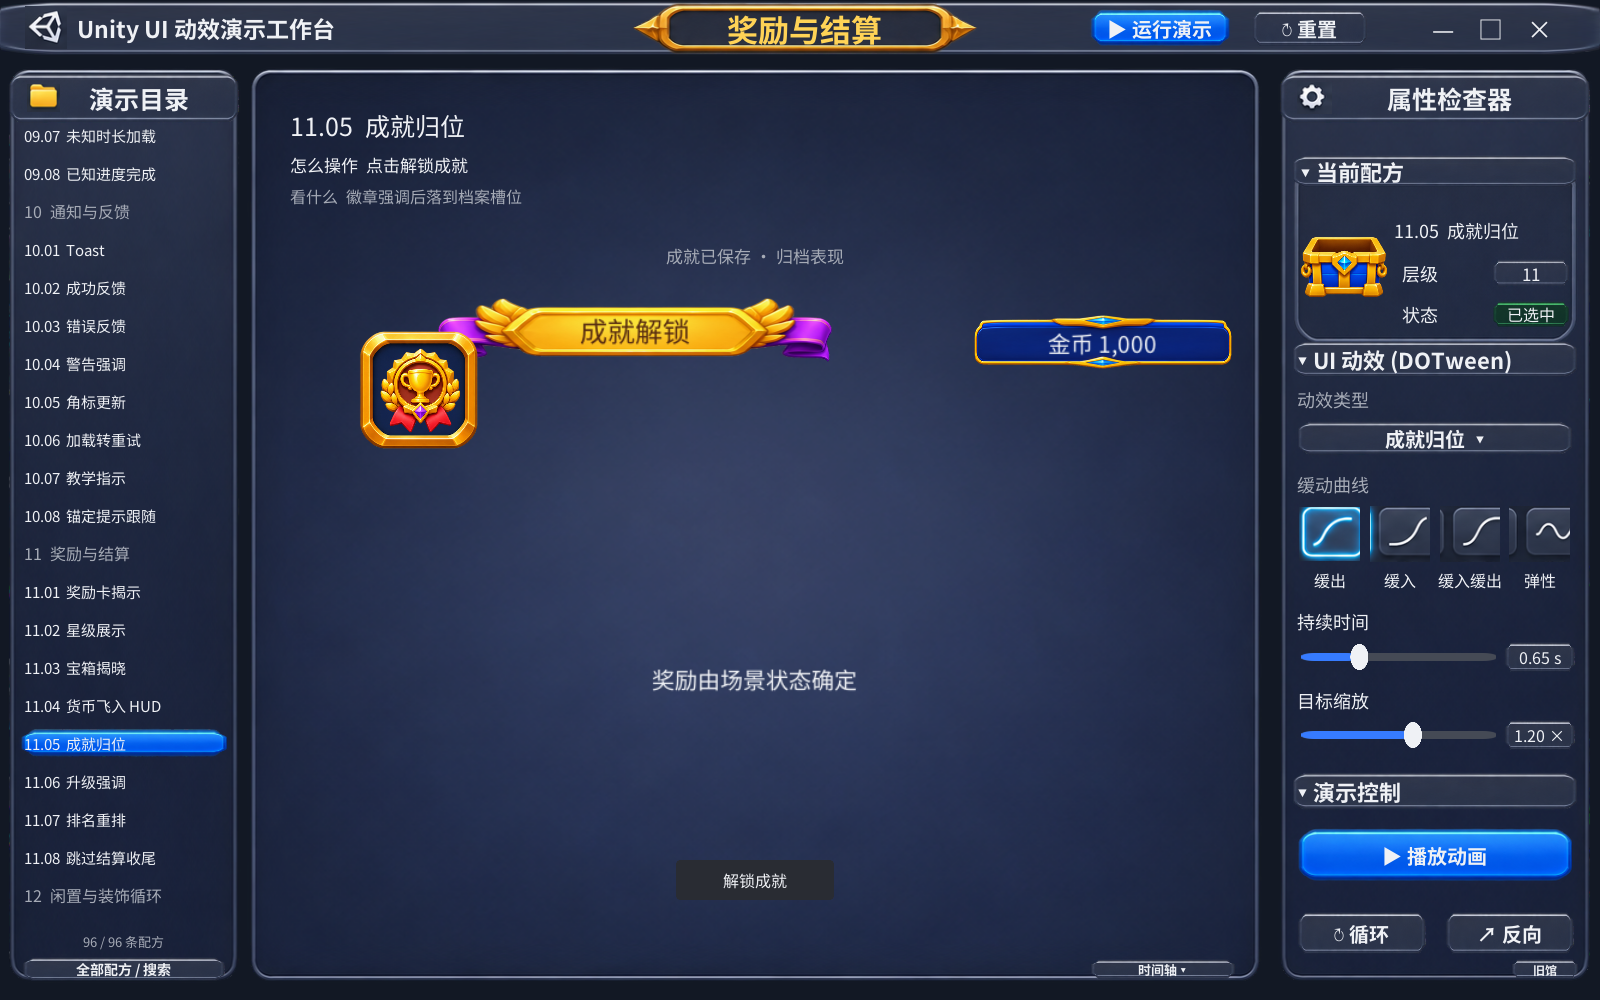 Unity UI 动效演示工作台
奖励与结算
▶ 运行演示
重置
演示目录
09.07 未知时长加载
09.08 已知进度完成
10 通知与反馈
10.01 Toast
10.02 成功反馈
10.03 错误反馈
10.04 警告强调
10.05 角标更新
10.06 加载转重试
10.07 教学指示
10.08 锚定提示跟随
11 奖励与结算
11.01 奖励卡揭示
11.02 星级展示
11.03 宝箱揭晓
11.04 货币飞入 HUD
11.05 成就归位
11.06 升级强调
11.07 排名重排
11.08 跳过结算收尾
12 闲置与装饰循环
96 / 96 条配方
全部配方 / 搜索
11.05 成就归位
怎么操作 点击解锁成就
看什么 徽章强调后落到档案槽位
成就已保存 · 归档表现
成就解锁
金币 1,000
奖励由场景状态确定
解锁成就
时间轴 ▾
属性检查器
▾ 当前配方
11.05 成就归位
层级 11
状态 已选中
▾ UI 动效 (DOTween)
动效类型
成就归位 ▾
缓动曲线
缓出 缓入 缓入缓出 弹性
持续时间
0.65 s
目标缩放
1.20 ×
▾ 演示控制
▶ 播放动画
循环
↗ 反向
旧馆